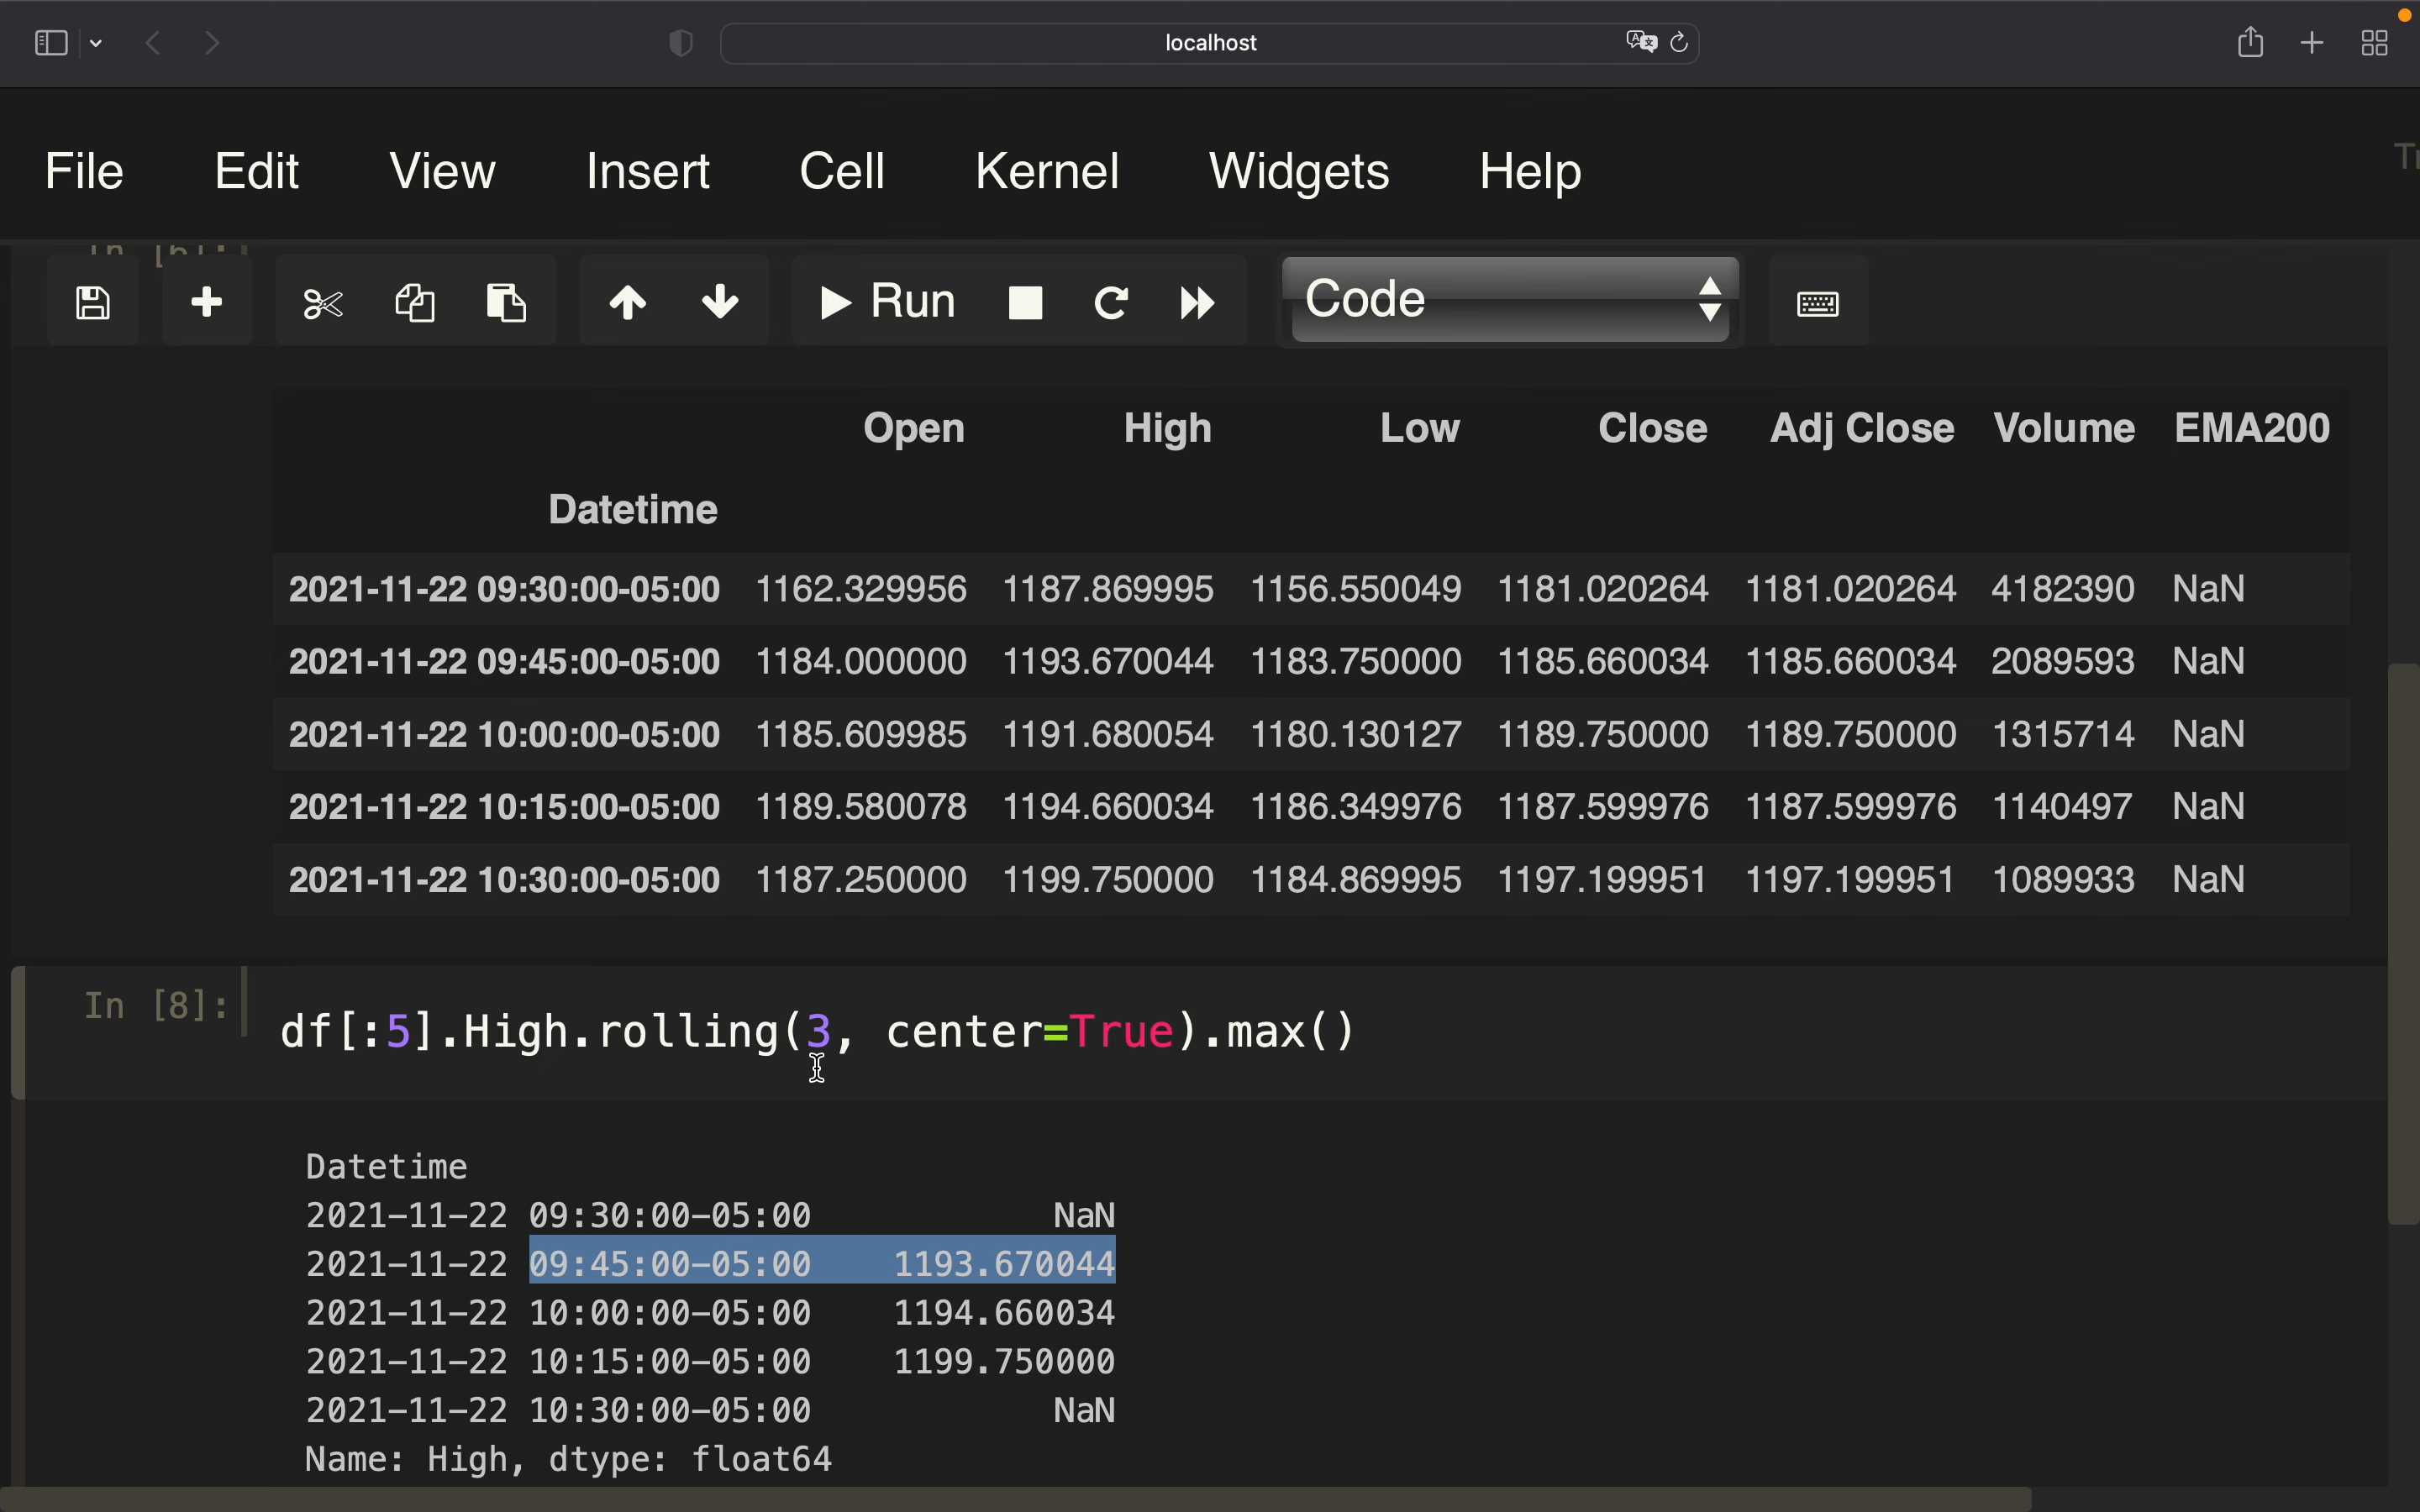 localhost
File Edit View Insert Cell Kernel Widgets Help
Run Code
Open High Low Close Adj Close Volume EMA200
Datetime
2021-11-22 09:30:00-05:00 1162.329956 1187.869995 1156.550049 1181.020264 1181.020264 4182390 NaN
2021-11-22 09:45:00-05:00 1184.000000 1193.670044 1183.750000 1185.660034 1185.660034 2089593 NaN
2021-11-22 10:00:00-05:00 1185.609985 1191.680054 1180.130127 1189.750000 1189.750000 1315714 NaN
2021-11-22 10:15:00-05:00 1189.580078 1194.660034 1186.349976 1187.599976 1187.599976 1140497 NaN
2021-11-22 10:30:00-05:00 1187.250000 1199.750000 1184.869995 1197.199951 1197.199951 1089933 NaN
In [8]: df[:5].High.rolling(3, center=True).max()
Datetime
2021-11-22 09:30:00-05:00 NaN
2021-11-22 09:45:00-05:00 1193.670044
2021-11-22 10:00:00-05:00 1194.660034
2021-11-22 10:15:00-05:00 1199.750000
2021-11-22 10:30:00-05:00 NaN
Name: High, dtype: float64